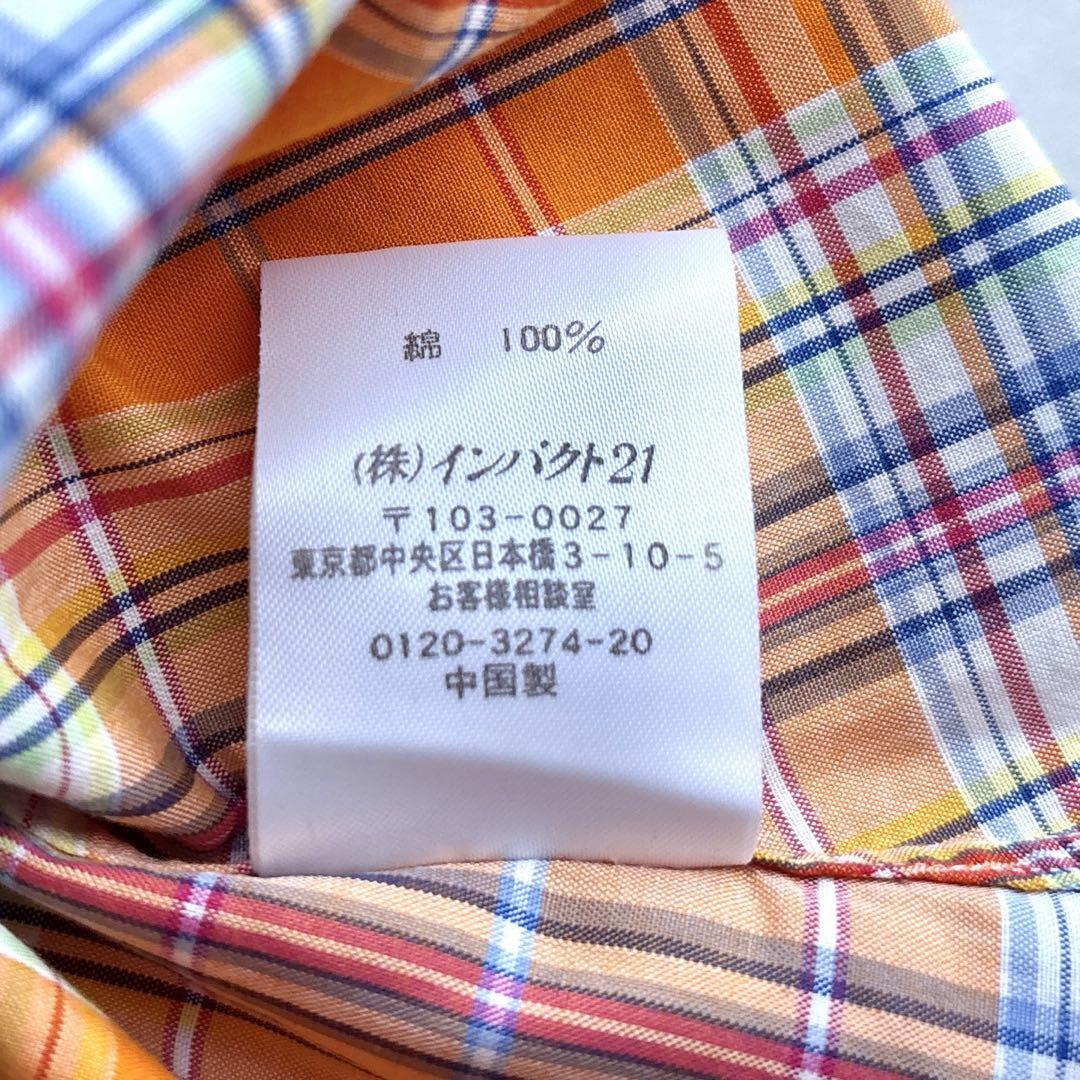 綿 100%
(株)インパクト21
〒103-0027
東京都中央区日本橋3-10-5
お客様相談室
0120-3274-20
中国製